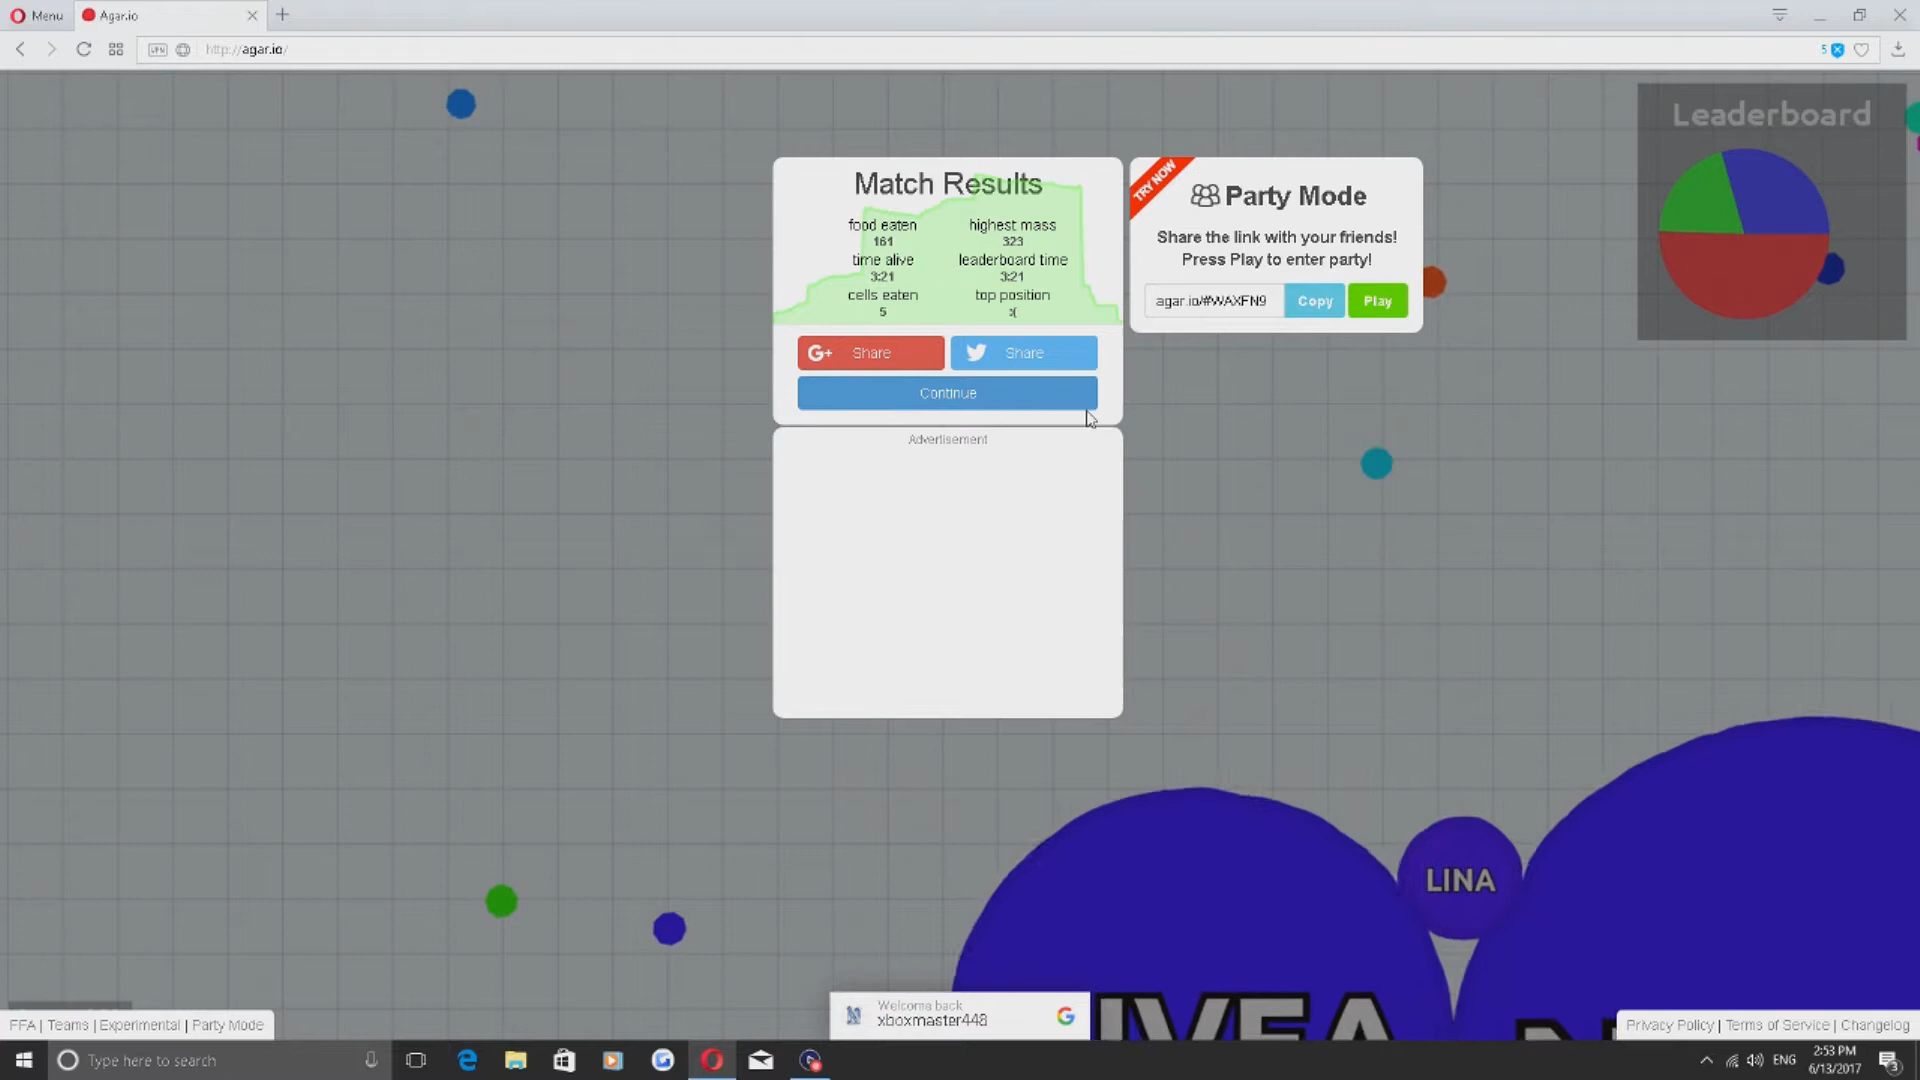 Menu
Agar.io
VPN
http://agar.io/
5
Leaderboard
Match Results
food eaten
161
highest mass
323
time alive
3:21
leaderboard time
3:21
cells eaten
5
top position
:(
G+ Share
Share
Continue
Advertisement
TRY NOW
Party Mode
Share the link with your friends!
Press Play to enter party!
agar.io/#WAXFN9
Copy
Play
LINA
Welcome back
xboxmaster448
FFA | Teams | Experimental | Party Mode
Privacy Policy | Terms of Service | Changelog
Type here to search
ENG
2:53 PM
6/13/2017
3